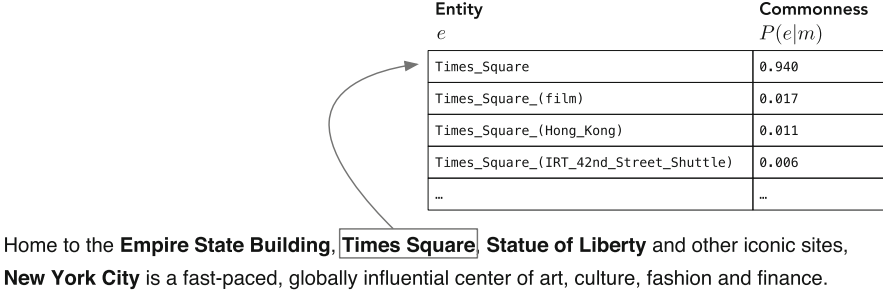 Entity Commonness
e P(e|m)
Times_Square 0.940
Times_Square_(film) 0.017
Times_Square_(Hong_Kong) 0.011
Times_Square_(IRT_42nd_Street_Shuttle) 0.006
… …
Home to the Empire State Building, Times Square, Statue of Liberty and other iconic sites,
New York City is a fast-paced, globally influential center of art, culture, fashion and finance.